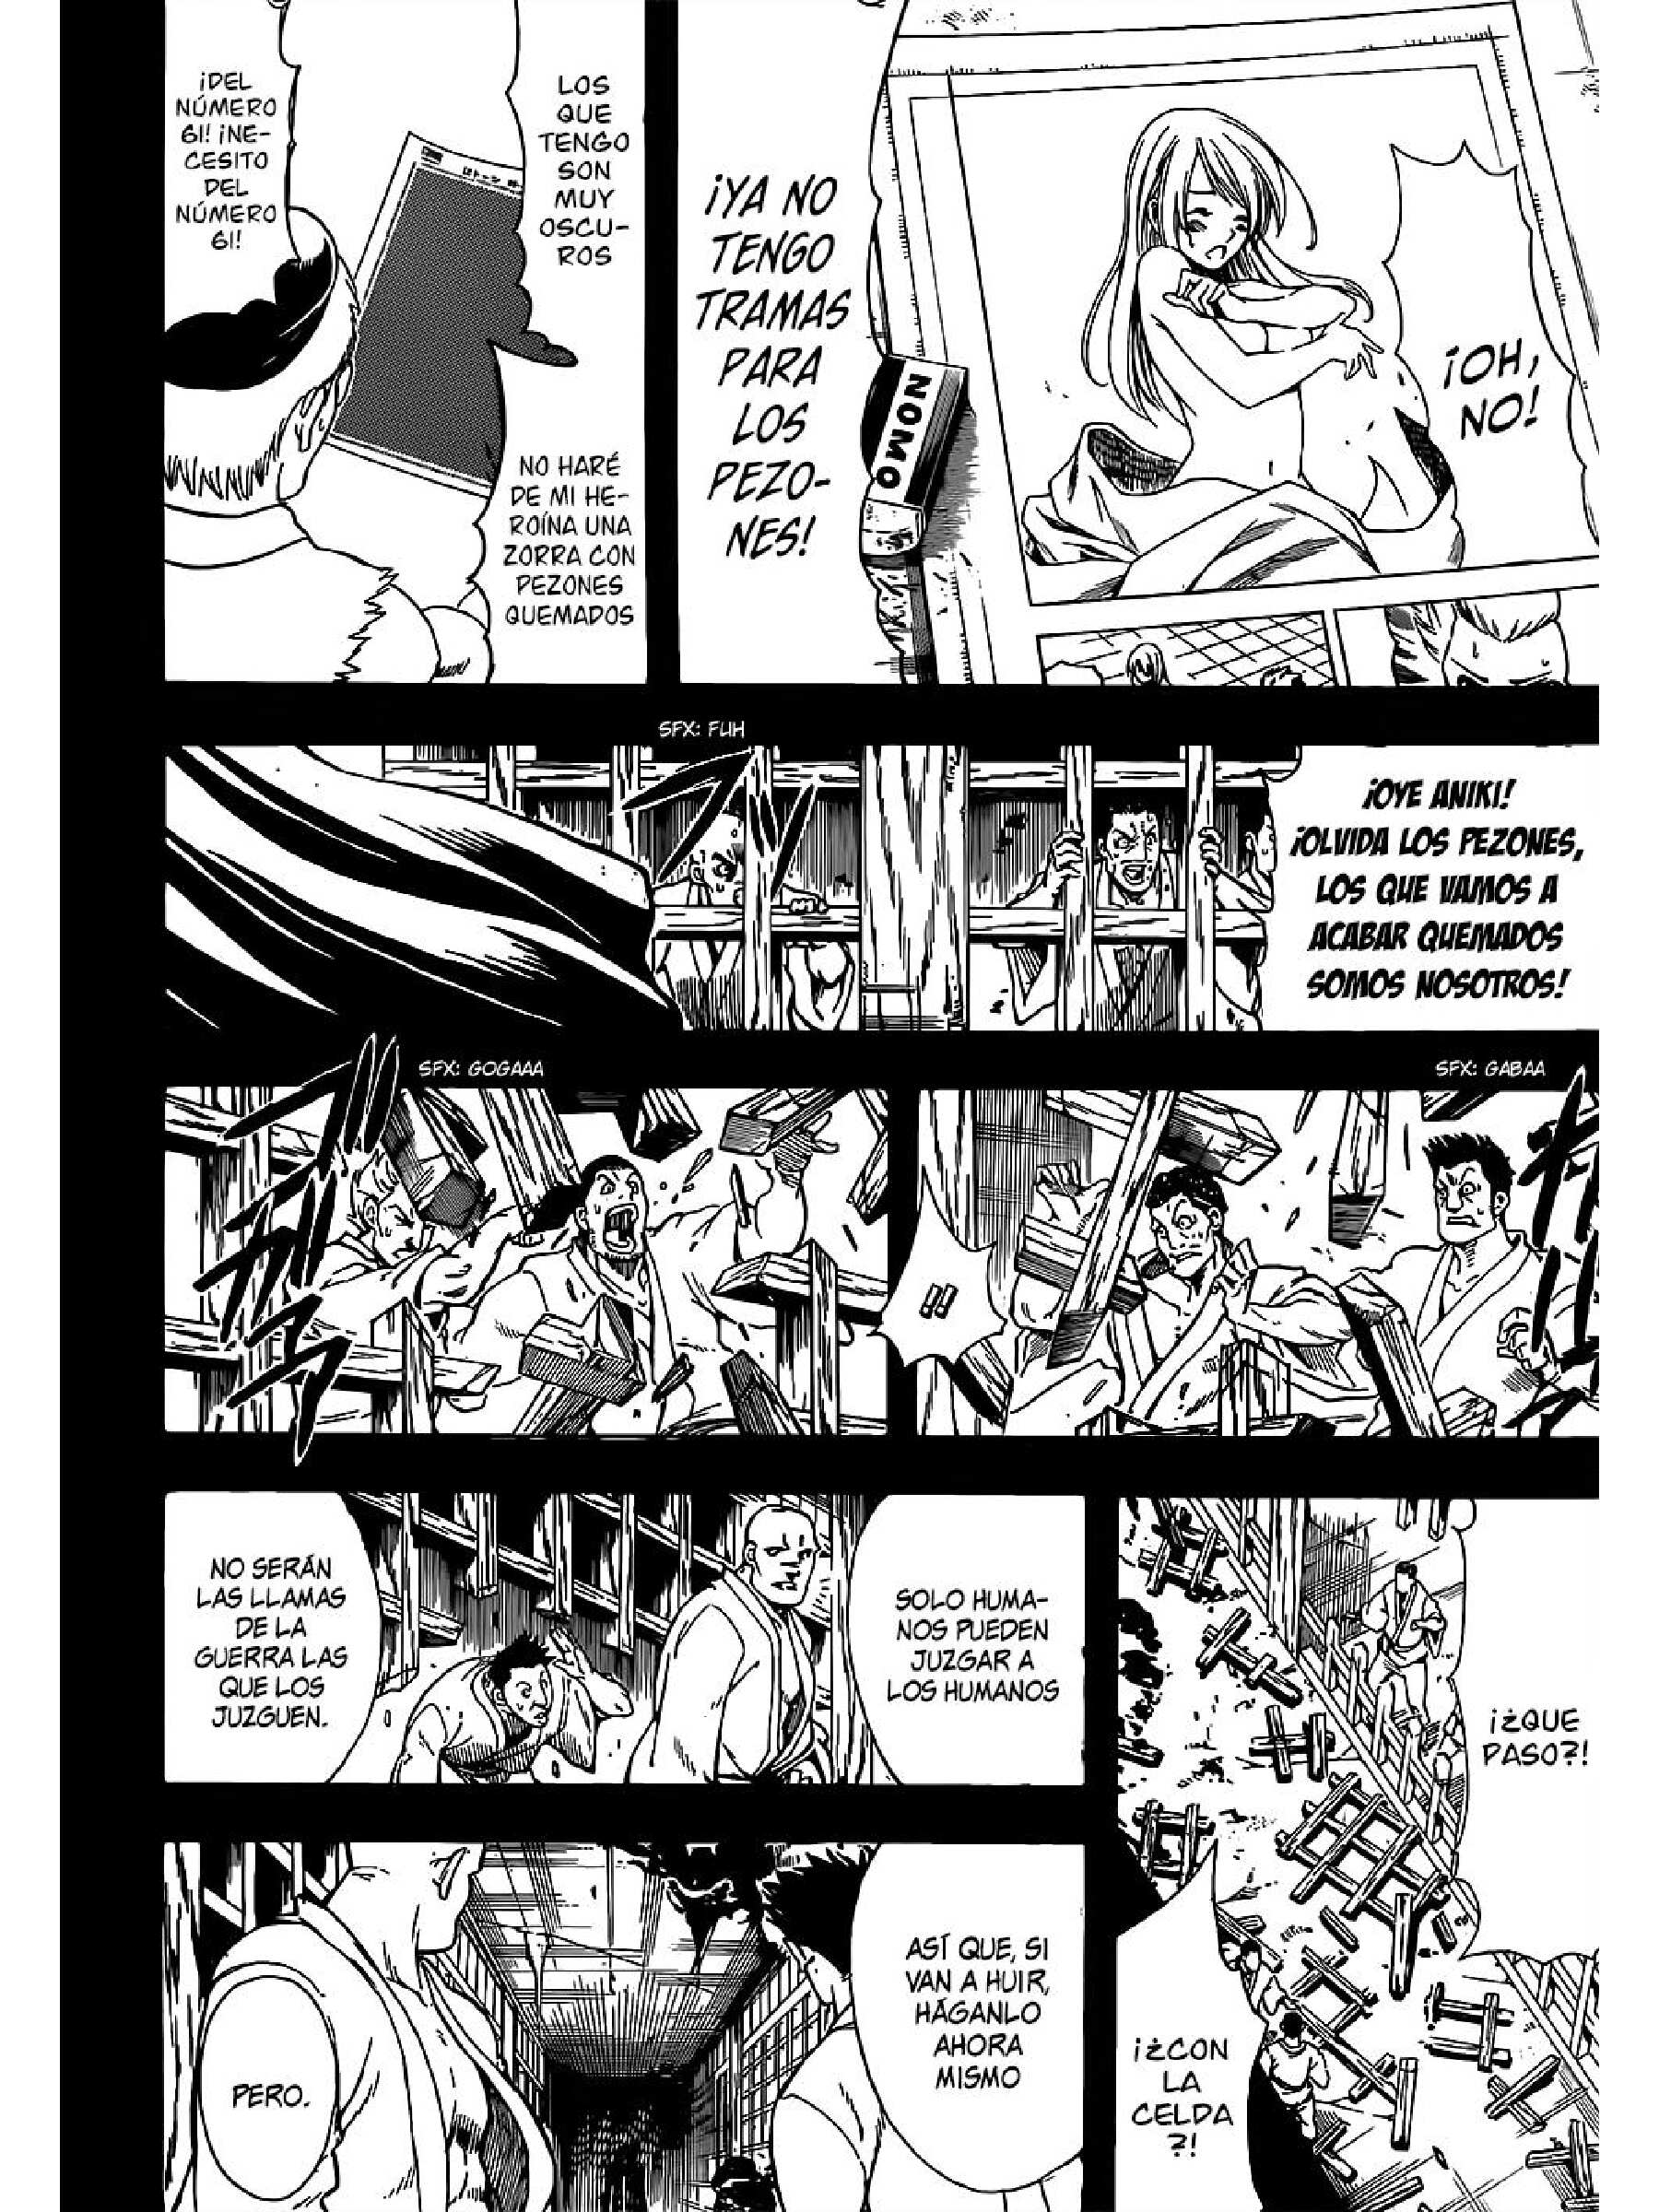 ¡OH,
NO!
NOMO
¡YA NO
TENGO
TRAMAS
PARA
LOS
PEZO-
NES!
LOS
QUE
TENGO
SON
MUY
OSCU-
ROS
¡DEL
NÚMERO
61! ¡NE-
CESITO
DEL
NÚMERO
61!
NO HARÉ
DE MI HE-
ROÍNA UNA
ZORRA CON
PEZONES
QUEMADOS
SFX: FUH
¡OYE ANIKI!
¡OLVIDA LOS PEZONES,
LOS QUE VAMOS A
ACABAR QUEMADOS
SOMOS NOSOTROS!
SFX: GABAA
SFX: GOGAAA
!!
¡¿QUE
PASO?!
¡¿CON
LA
CELDA
?!
SOLO HUMA-
NOS PUEDEN
JUZGAR A
LOS HUMANOS
NO SERÁN
LAS LLAMAS
DE LA
GUERRA LAS
QUE LOS
JUZGUEN.
ASÍ QUE, SI
VAN A HUIR,
HÁGANLO
AHORA
MISMO
PERO.